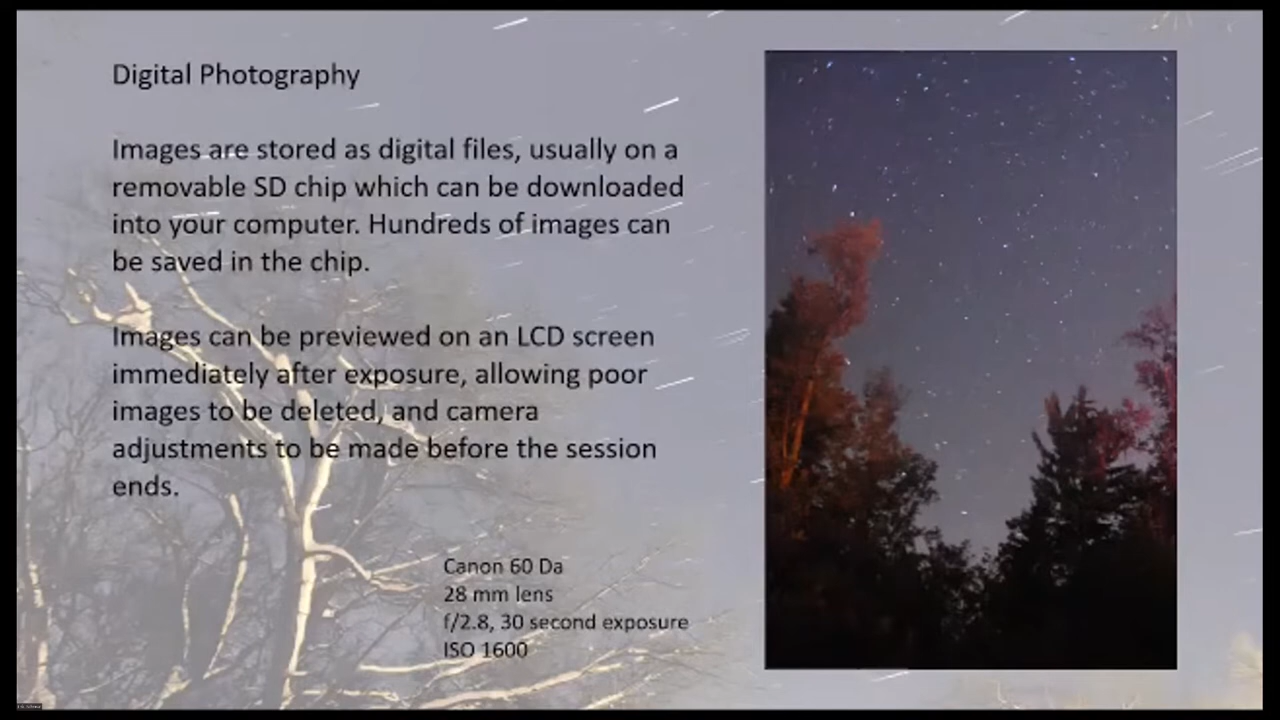 Digital Photography
Images are stored as digital files, usually on a
removable SD chip which can be downloaded
into your computer. Hundreds of images can
be saved in the chip.
Images can be previewed on an LCD screen
immediately after exposure, allowing poor
images to be deleted, and camera
adjustments to be made before the session
ends.
Canon 60 Da
28 mm lens
f/2.8, 30 second exposure
ISO 1600